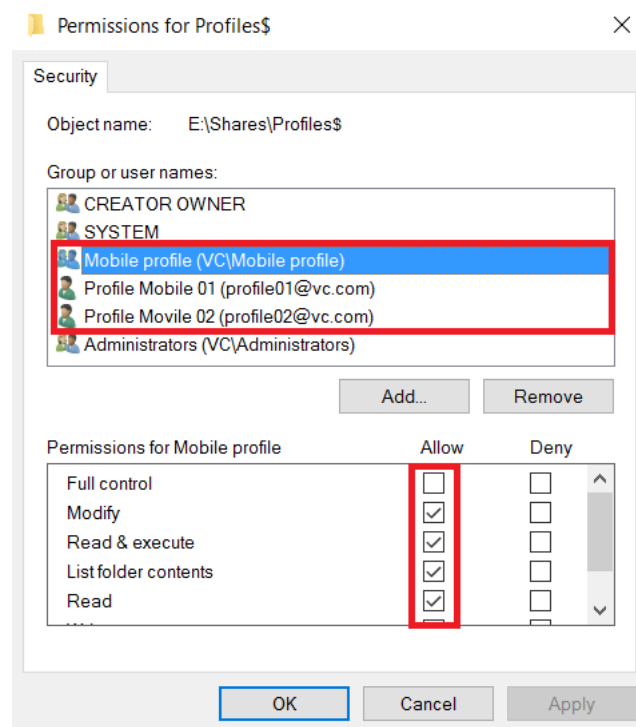 Permissions for Profiles$
Security
Object name: E:\Shares\Profiles$
Group or user names:
CREATOR OWNER
SYSTEM
Mobile profile (VC\Mobile profile)
Profile Mobile 01 (profile01@vc.com)
Profile Movile 02 (profile02@vc.com)
Administrators (VC\Administrators)
Add... Remove
Permissions for Mobile profile Allow Deny
Full control
Modify
Read & execute
List folder contents
Read
OK Cancel Apply